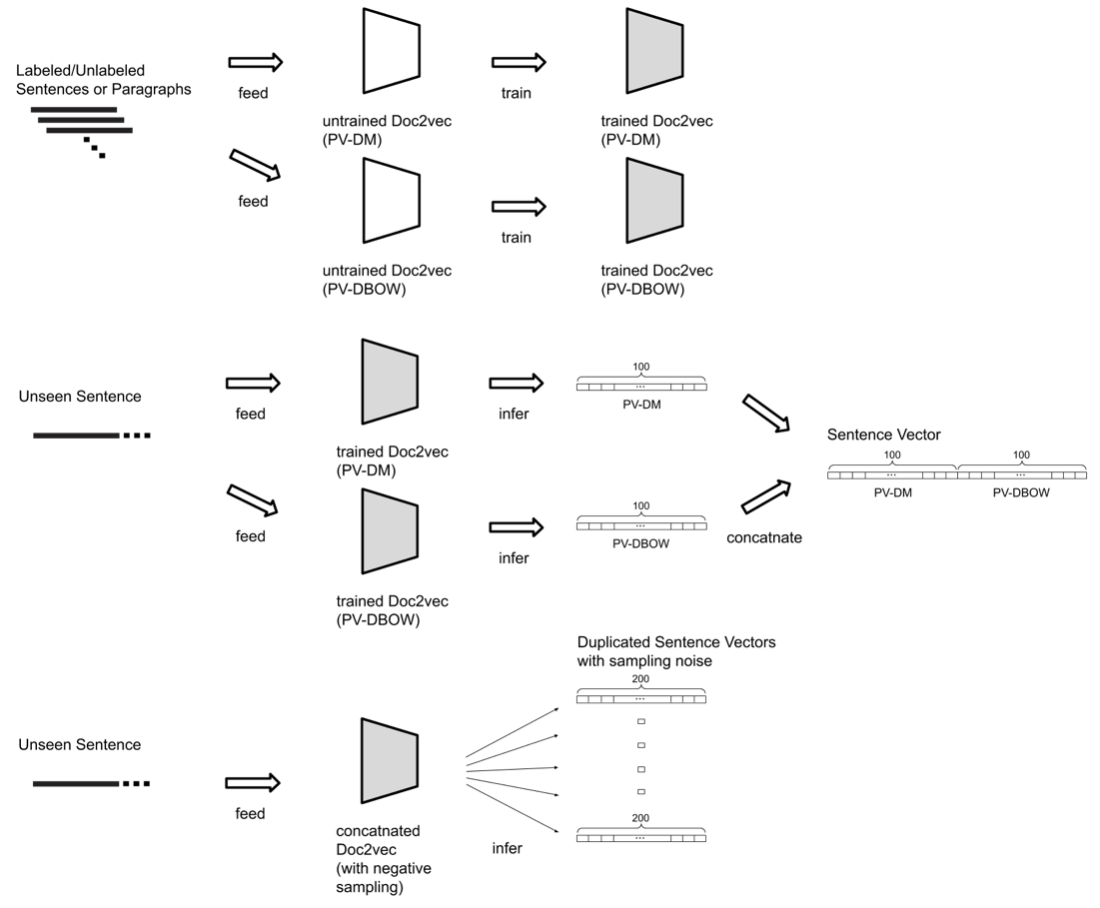 Labeled/Unlabeled
Sentences or Paragraphs
feed
train
untrained Doc2vec
(PV-DM)
trained Doc2vec
(PV-DM)
feed
train
untrained Doc2vec
(PV-DBOW)
trained Doc2vec
(PV-DBOW)
Unseen Sentence
feed
infer
100
...
PV-DM
trained Doc2vec
(PV-DM)
feed
infer
100
...
PV-DBOW
concatnate
trained Doc2vec
(PV-DBOW)
Sentence Vector
100
100
...
...
PV-DM
PV-DBOW
Duplicated Sentence Vectors
with sampling noise
200
...
Unseen Sentence
feed
concatnated
Doc2vec
(with negative
sampling)
infer
200
...